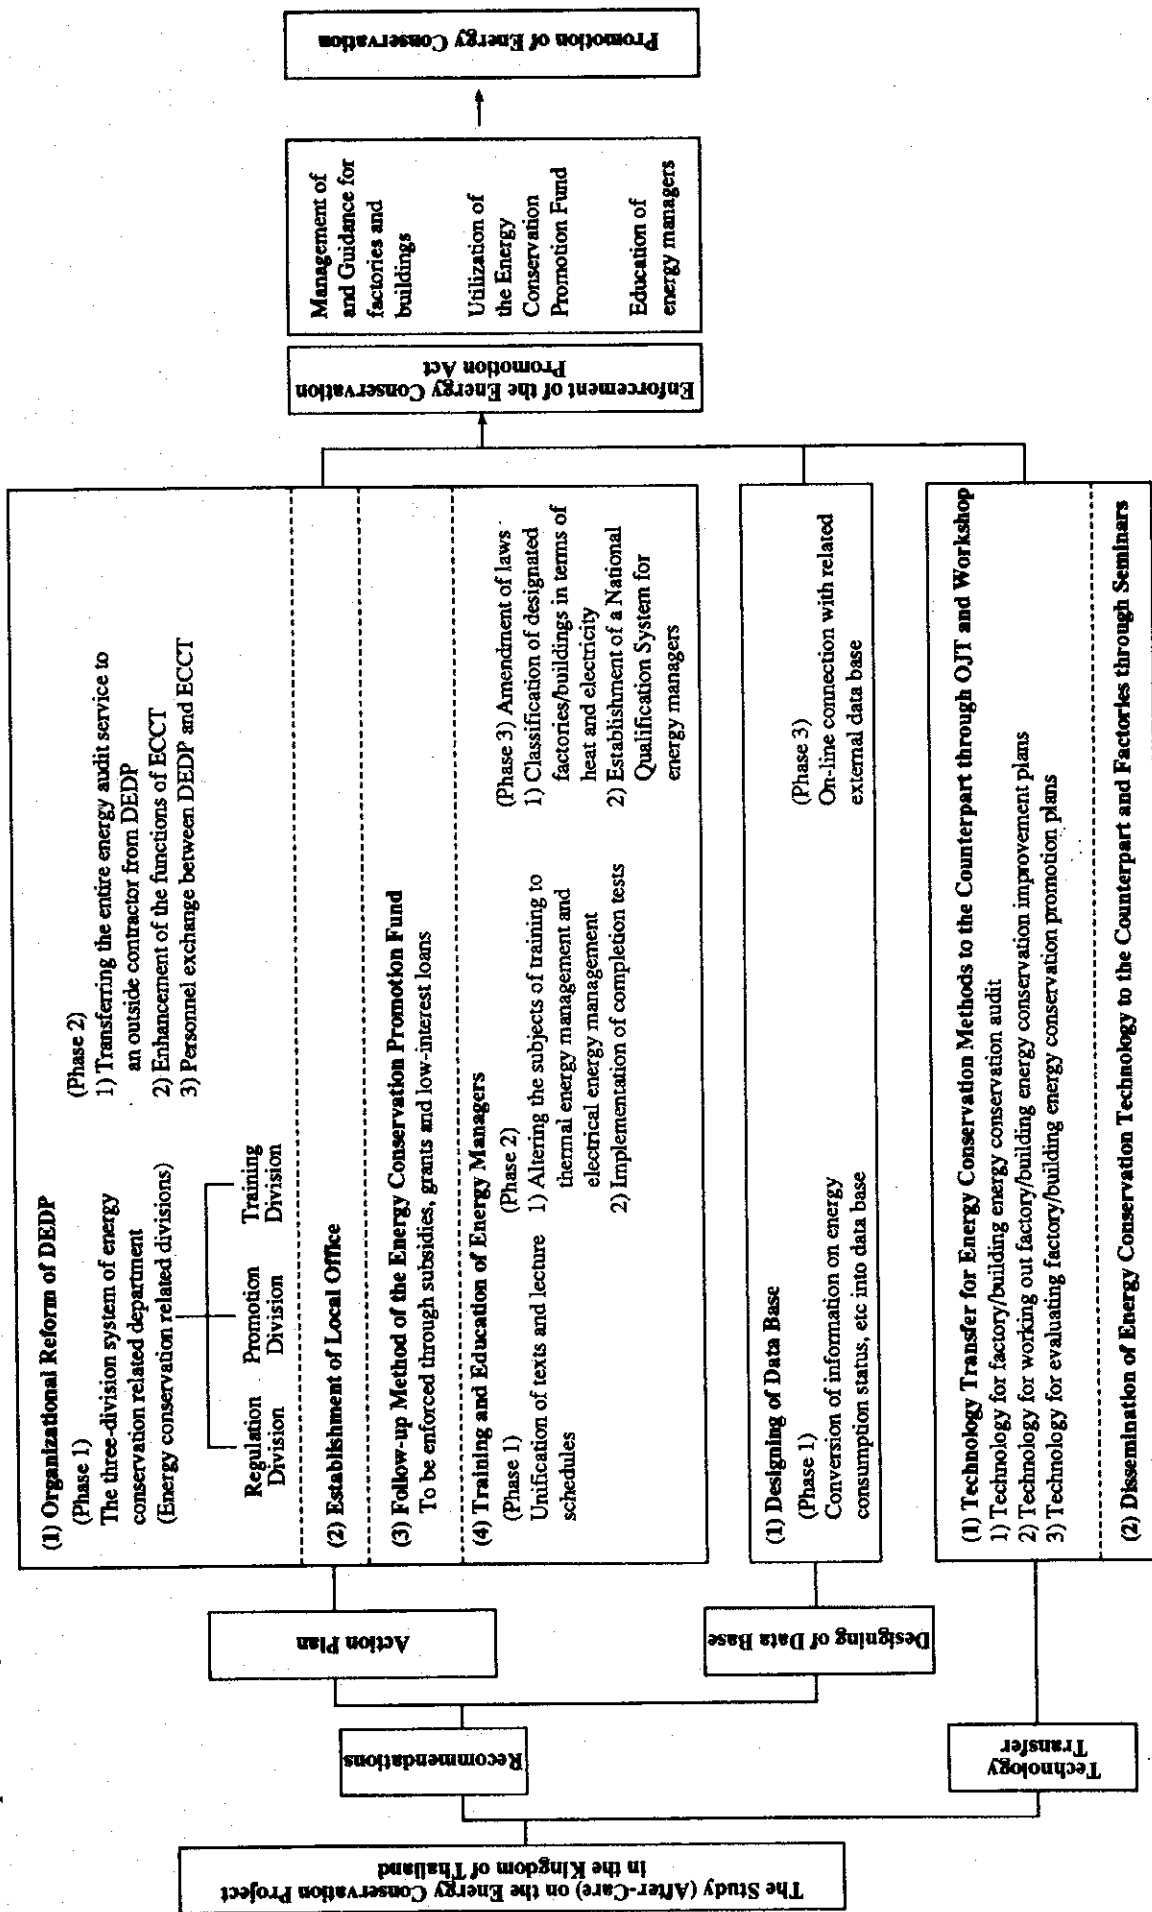 The Study (After-Care) on the Energy Conservation Project
in the Kingdom of Thailand
Recommendations
Technology
Transfer
Action Plan
Designing of Data Base
(1) Organizational Reform of DEDP
(Phase 1)
The three-division system of energy
conservation related department
(Energy conservation related divisions)
Regulation
Division
Promotion
Division
Training
Division
(Phase 2)
1) Transferring the entire energy audit service to
an outside contractor from DEDP
2) Enhancement of the functions of ECCT
3) Personnel exchange between DEDP and ECCT
(2) Establishment of Local Office
(3) Follow-up Method of the Energy Conservation Promotion Fund
To be enforced through subsidies, grants and low-interest loans
(4) Training and Education of Energy Managers
(Phase 1)
Unification of texts and lecture
schedules
(Phase 2)
1) Altering the subjects of training to
thermal energy management and
electrical energy management
2) Implementation of completion tests
(Phase 3) Amendment of laws
1) Classification of designated
factories/buildings in terms of
heat and electricity
2) Establishment of a National
Qualification System for
energy managers
(1) Designing of Data Base
(Phase 1)
Conversion of information on energy
consumption status, etc into data base
(Phase 3)
On-line connection with related
external data base
(1) Technology Transfer for Energy Conservation Methods to the Counterpart through OJT and Workshop
1) Technology for factory/building energy conservation audit
2) Technology for working out factory/building energy conservation improvement plans
3) Technology for evaluating factory/building energy conservation promotion plans
(2) Dissemination of Energy Conservation Technology to the Counterpart and Factories through Seminars
Enforcement of the Energy Conservation
Promotion Act
Management of
and Guidance for
factories and
buildings
Utilization of
the Energy
Conservation
Promotion Fund
Education of
energy managers
Promotion of Energy Conservation